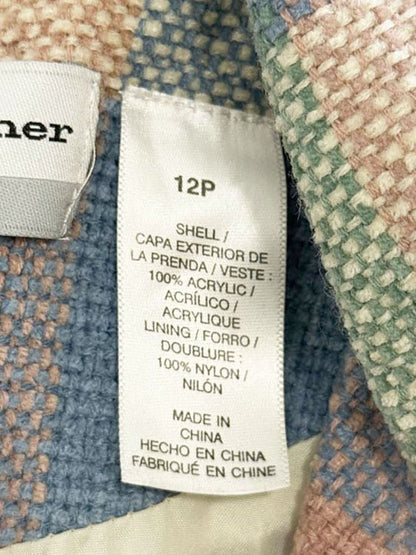 ner
12P
SHELL /
CAPA EXTERIOR DE
LA PRENDA / VESTE :
100% ACRYLIC /
ACRÍLICO /
ACRYLIQUE
LINING / FORRO /
DOUBLURE :
100% NYLON /
NILÓN
MADE IN
CHINA
HECHO EN CHINA
FABRIQUÉ EN CHINE